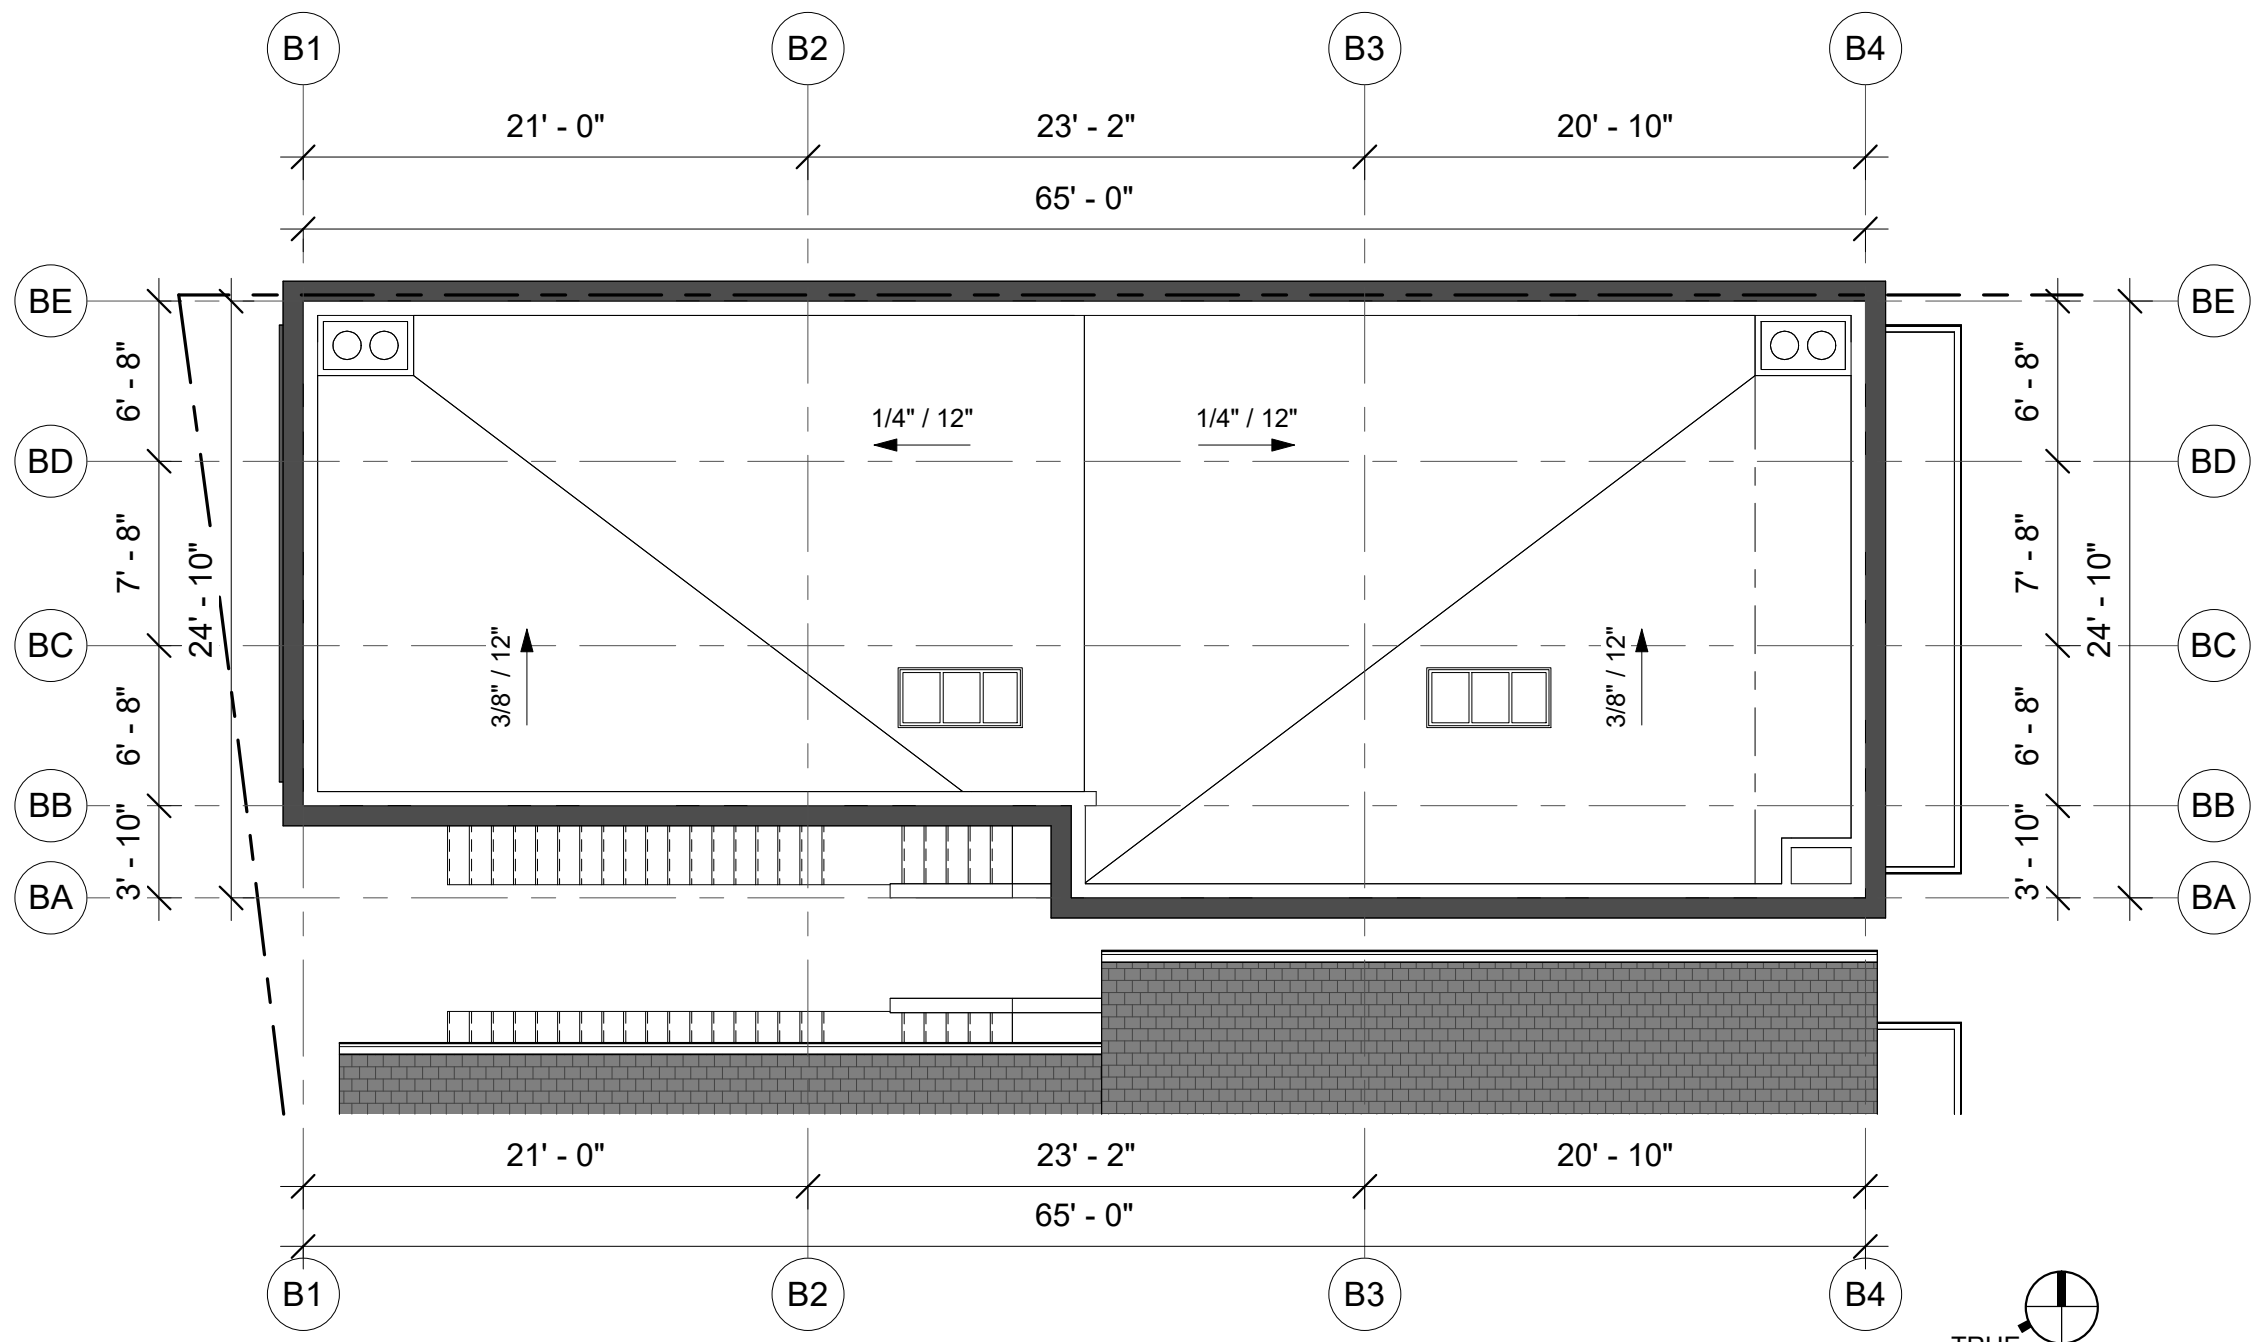 B1 B2 B3 B4
21' - 0" 23' - 2" 20' - 10"
65' - 0"
BE BE
6' - 8" 6' - 8"
1/4" / 12" 1/4" / 12"
BD BD
7' - 8" 7' - 8"
24' - 10" 24' - 10"
BC BC
3/8" / 12" 3/8" / 12"
6' - 8" 6' - 8"
BB BB
3' - 10" 3' - 10"
BA BA
21' - 0" 23' - 2" 20' - 10"
65' - 0"
B1 B2 B3 B4
TRUE